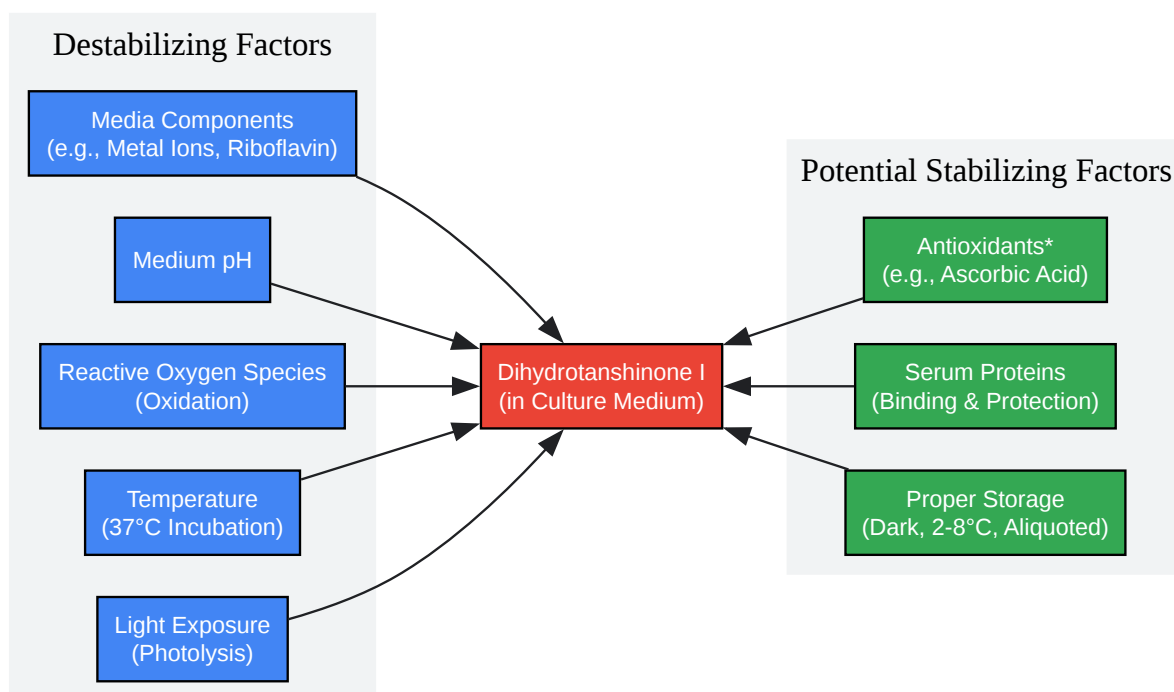 Destabilizing Factors
Media Components
(e.g., Metal Ions, Riboflavin)
Medium pH
Reactive Oxygen Species
(Oxidation)
Temperature
(37°C Incubation)
Light Exposure
(Photolysis)
Dihydrotanshinone I
(in Culture Medium)
Potential Stabilizing Factors
Antioxidants*
(e.g., Ascorbic Acid)
Serum Proteins
(Binding & Protection)
Proper Storage
(Dark, 2-8°C, Aliquoted)